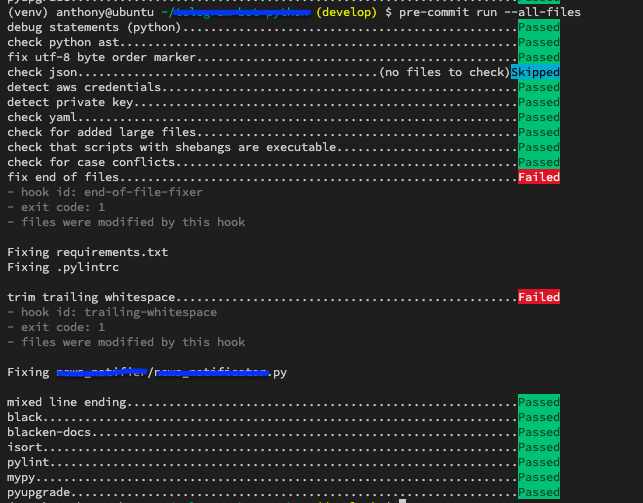 (venv) anthony@ubuntu ~/ (develop) $ pre-commit run --all-files
debug statements (python)................................................Passed
check python ast.........................................................Passed
fix utf-8 byte order marker..............................................Passed
check json...........................................(no files to check)Skipped
detect aws credentials...................................................Passed
detect private key.......................................................Passed
check yaml...............................................................Passed
check for added large files..............................................Passed
check that scripts with shebangs are executable..........................Passed
check for case conflicts.................................................Passed
fix end of files.........................................................Failed
- hook id: end-of-file-fixer
- exit code: 1
- files were modified by this hook
Fixing requirements.txt
Fixing .pylintrc
trim trailing whitespace.................................................Failed
- hook id: trailing-whitespace
- exit code: 1
- files were modified by this hook
Fixing /.py
mixed line ending........................................................Passed
black....................................................................Passed
blacken-docs.............................................................Passed
isort....................................................................Passed
pylint...................................................................Passed
mypy.....................................................................Passed
pyupgrade................................................................Passed